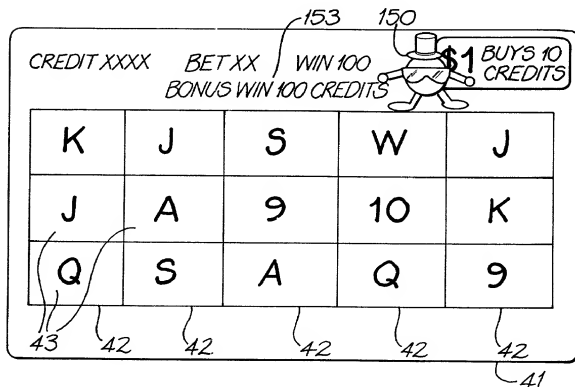 153 150
CREDIT XXXX BET XX WIN 100 $1 BUYS 10
BONUS WIN 100 CREDITS CREDITS
K J S W J
J A 9 10 K
Q S A Q 9
43 42 42 42 42 42
41